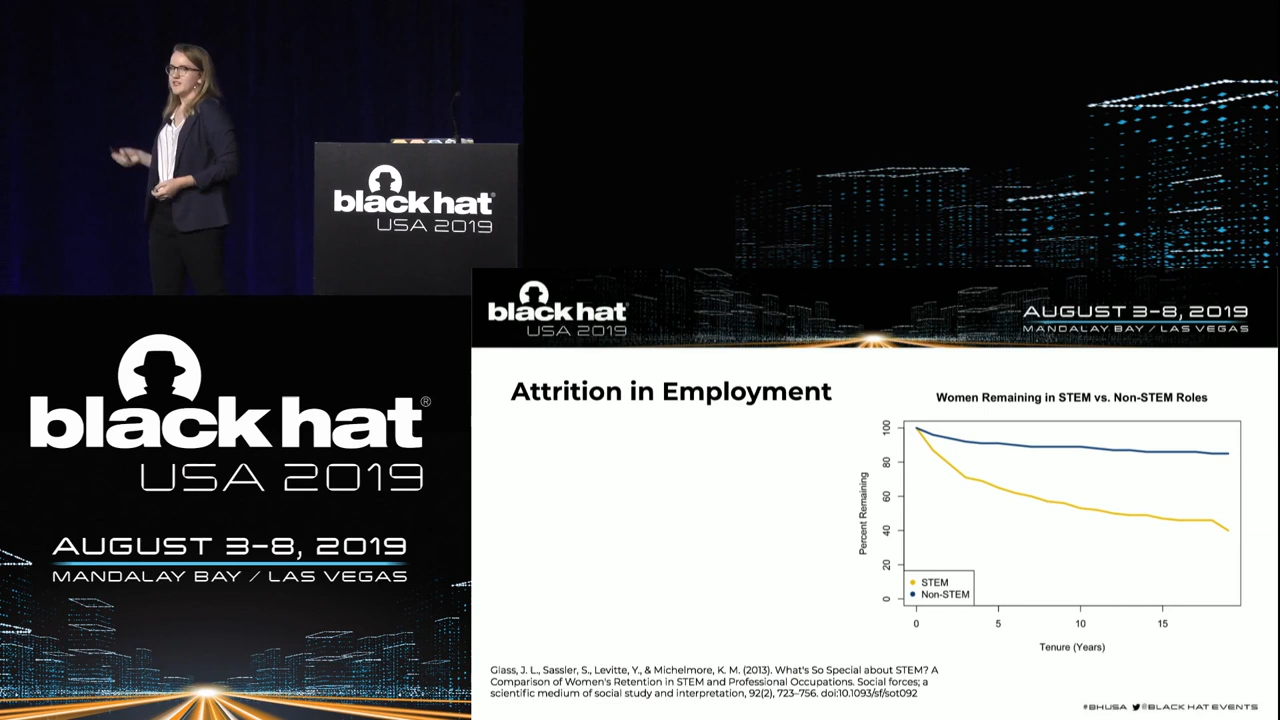 black hat®
USA 2019
black hat®
USA 2019
AUGUST 3-8, 2019
MANDALAY BAY / LAS VEGAS
black hat®
USA 2019
AUGUST 3-8, 2019
MANDALAY BAY / LAS VEGAS
Attrition in Employment
Women Remaining in STEM vs. Non-STEM Roles
Percent Remaining
100
80
60
40
20
0
STEM
Non-STEM
0 5 10 15
Tenure (Years)
Glass, J. L., Sassler, S., Levitte, Y., & Michelmore, K. M. (2013). What's So Special about STEM? A
Comparison of Women's Retention in STEM and Professional Occupations. Social forces; a
scientific medium of social study and interpretation, 92(2), 723–756. doi:10.1093/sf/sot092
#BHUSA @BLACK HAT EVENTS